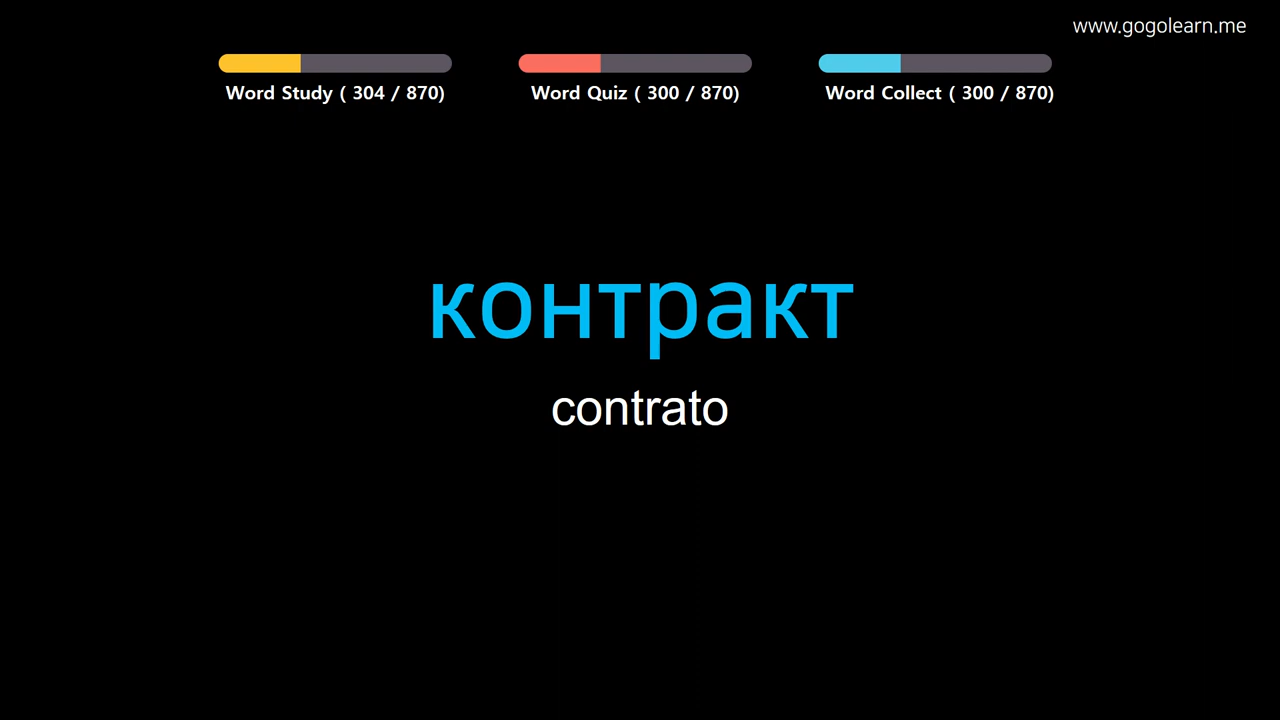 www.gogolearn.me
Word Study ( 304 / 870)
Word Quiz ( 300 / 870)
Word Collect ( 300 / 870)
контракт
contrato